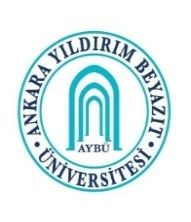 ANKARA YILDIRIM BEYAZIT
AYBÜ
• ÜNİVERSİTESİ •